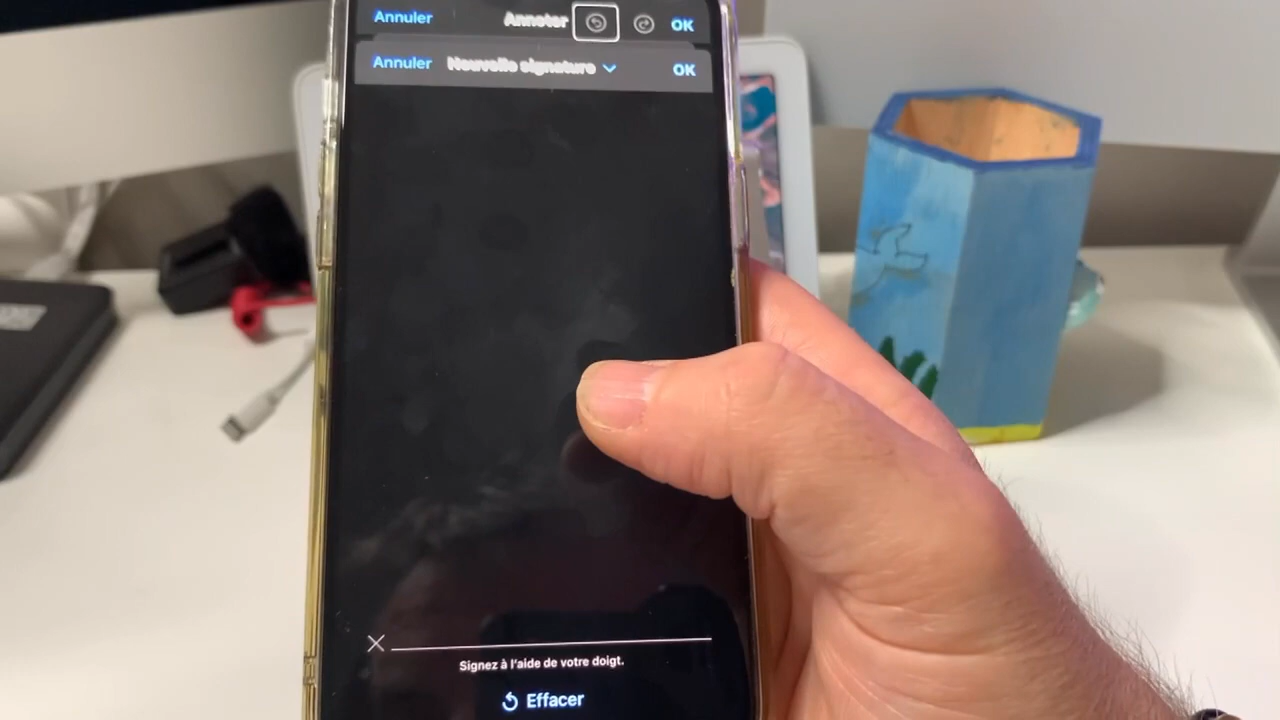 Annuler Annoter OK
Annuler Nouvelle signature OK
Signez à l'aide de votre doigt.
Effacer